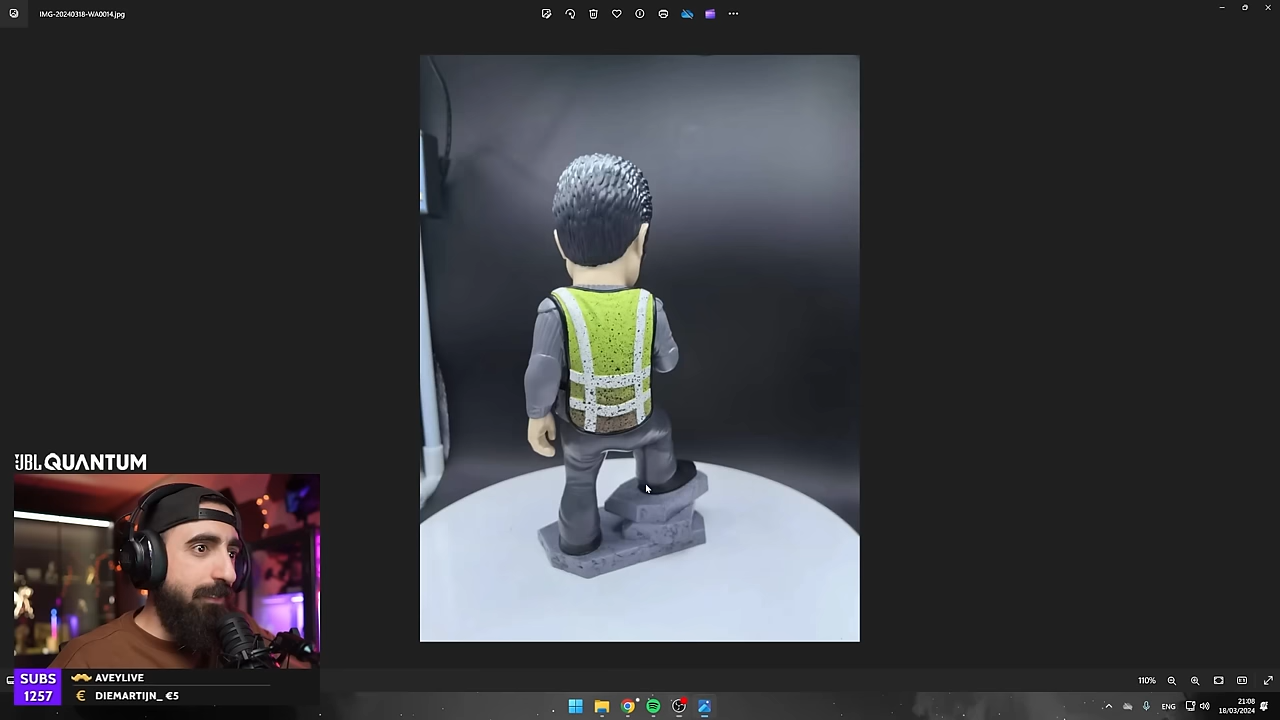 IMG-20240318-WA0014.jpg
JBL QUANTUM
SUBS
1257
AVEYLIVE
€ DIEMARTIJN_ €5
110%
ENG
21:08
18/03/2024